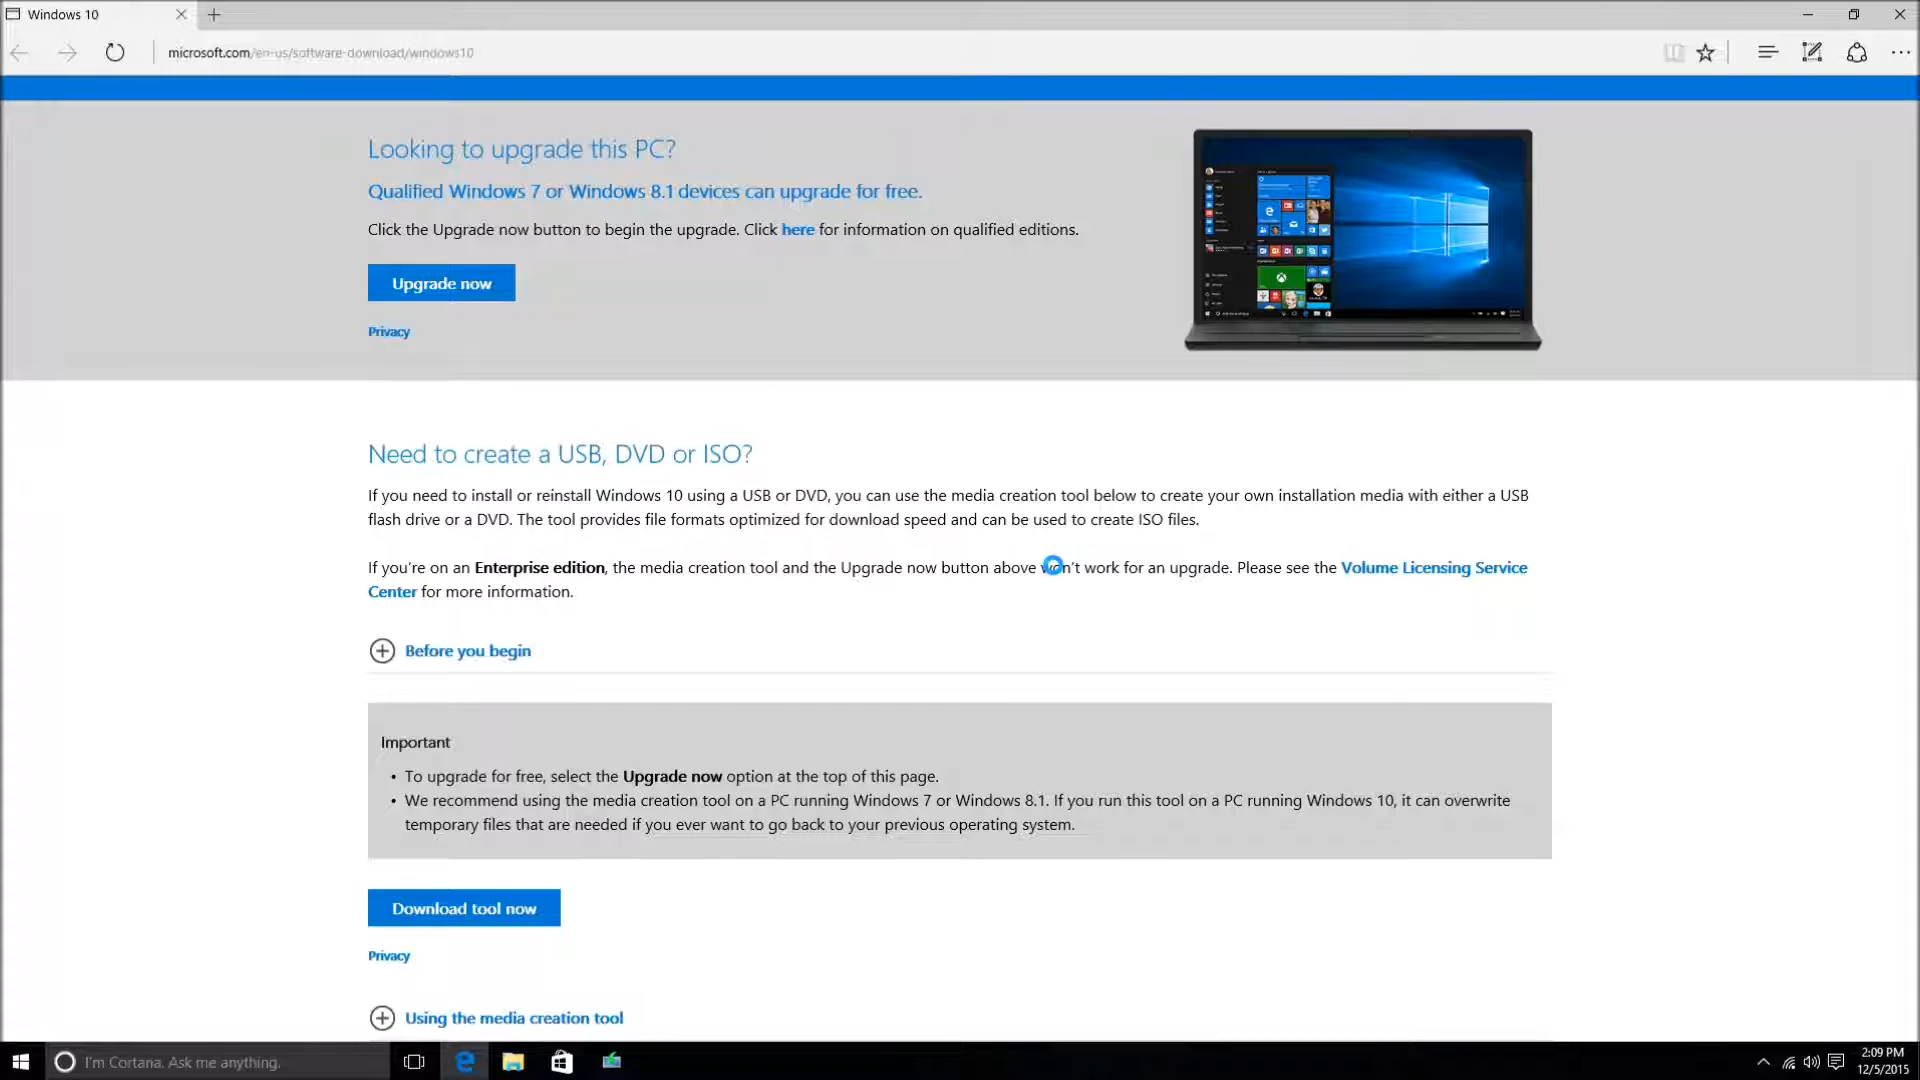 Windows 10
microsoft.com/en-us/software-download/windows10
Looking to upgrade this PC?
Qualified Windows 7 or Windows 8.1 devices can upgrade for free.
Click the Upgrade now button to begin the upgrade. Click here for information on qualified editions.
Upgrade now
Privacy
Need to create a USB, DVD or ISO?
If you need to install or reinstall Windows 10 using a USB or DVD, you can use the media creation tool below to create your own installation media with either a USB
flash drive or a DVD. The tool provides file formats optimized for download speed and can be used to create ISO files.
If you're on an Enterprise edition, the media creation tool and the Upgrade now button above won't work for an upgrade. Please see the Volume Licensing Service
Center for more information.
Before you begin
Important
• To upgrade for free, select the Upgrade now option at the top of this page.
• We recommend using the media creation tool on a PC running Windows 7 or Windows 8.1. If you run this tool on a PC running Windows 10, it can overwrite
temporary files that are needed if you ever want to go back to your previous operating system.
Download tool now
Privacy
Using the media creation tool
I'm Cortana. Ask me anything.
2:09 PM
12/5/2015